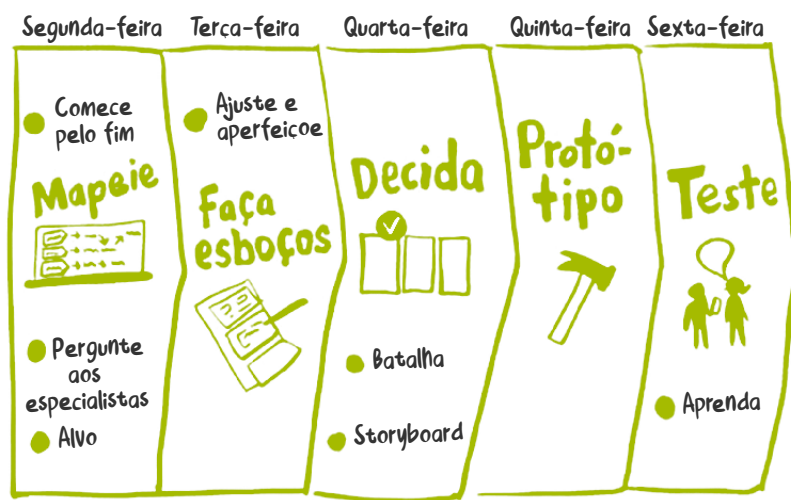 Segunda-feira
Comece
pelo fim
Mapeie
Pergunte
aos
especialistas
Alvo
Terça-feira
Ajuste e
aperfeiçoe
Faça
esboços
Quarta-feira
Decida
Batalha
Storyboard
Quinta-feira
Protó-
tipo
Sexta-feira
Teste
Aprenda